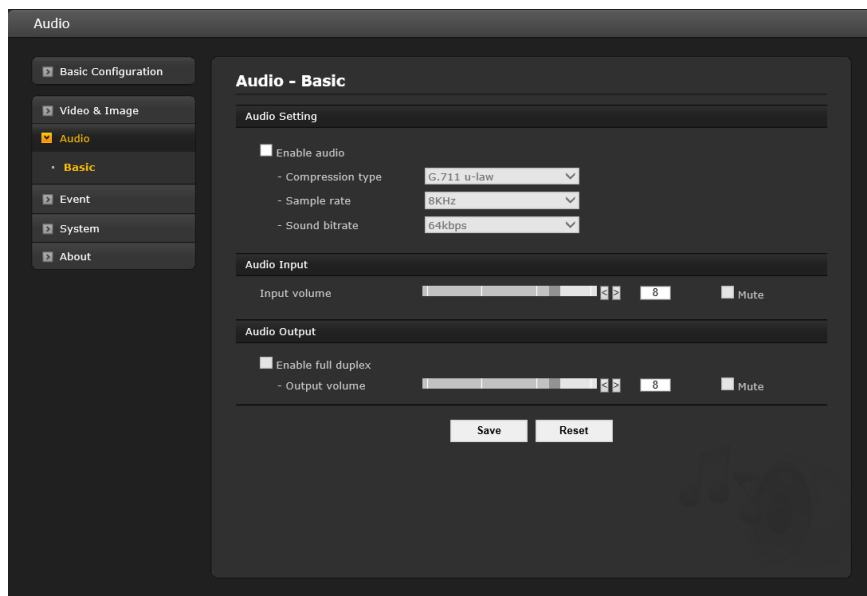 Audio
Basic Configuration
Video & Image
Audio
· Basic
Event
System
About
Audio - Basic
Audio Setting
Enable audio
- Compression type G.711 u-law
- Sample rate 8KHz
- Sound bitrate 64kbps
Audio Input
Input volume < > 8 Mute
Audio Output
Enable full duplex
- Output volume < > 8 Mute
Save Reset